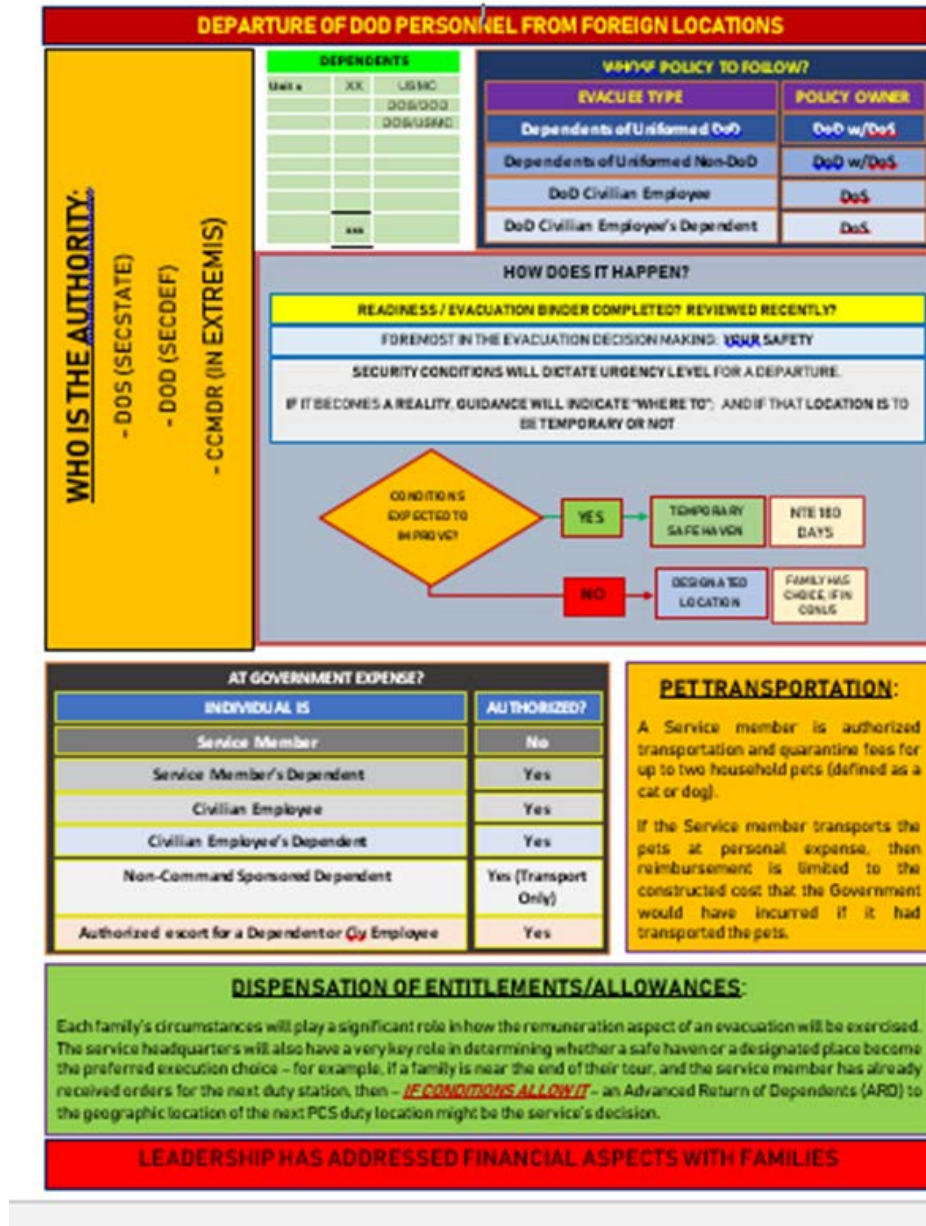 DEPARTURE OF DOD PERSONNEL FROM FOREIGN LOCATIONS
WHO IS THE AUTHORITY:
- DOS (SECSTATE)
- DOD (SECDEF)
- CCMDR (IN EXTREMIS)
DEPENDENTS
Unit s XX USMC
DOS/DOD
DOS/USMC
xxx
WHOSE POLICY TO FOLLOW?
EVACUEE TYPE POLICY OWNER
Dependents of Uniformed DoD DoD w/DoS
Dependents of Uniformed Non-DoD DoD w/DoS
DoD Civilian Employee DoS
DoD Civilian Employee's Dependent DoS
HOW DOES IT HAPPEN?
READINESS / EVACUATION BINDER COMPLETED? REVIEWED RECENTLY?
FOREMOST IN THE EVACUATION DECISION MAKING: YOUR SAFETY
SECURITY CONDITIONS WILL DICTATE URGENCY LEVEL FOR A DEPARTURE.
IF IT BECOMES A REALITY, GUIDANCE WILL INDICATE "WHERE TO"; AND IF THAT LOCATION IS TO
BE TEMPORARY OR NOT
CONDITIONS
EXPECTED TO
IMPROVE?
YES
TEMPORARY
SAFE HAVEN
NTE 180
DAYS
NO
DESIGNATED
LOCATION
FAMILY HAS
CHOICE, IF IN
CONUS
AT GOVERNMENT EXPENSE?
INDIVIDUAL IS AUTHORIZED?
Service Member No
Service Member's Dependent Yes
Civilian Employee Yes
Civilian Employee's Dependent Yes
Non-Command Sponsored Dependent Yes (Transport
Only)
Authorized escort for a Dependent or Civ Employee Yes
PET TRANSPORTATION:
A Service member is authorized
transportation and quarantine fees for
up to two household pets (defined as a
cat or dog).
If the Service member transports the
pets at personal expense, then
reimbursement is limited to the
constructed cost that the Government
would have incurred if it had
transported the pets.
DISPENSATION OF ENTITLEMENTS/ALLOWANCES:
Each family's circumstances will play a significant role in how the remuneration aspect of an evacuation will be exercised.
The service headquarters will also have a very key role in determining whether a safe haven or a designated place become
the preferred execution choice – for example, if a family is near the end of their tour, and the service member has already
received orders for the next duty station, then – IF CONDITIONS ALLOW IT – an Advanced Return of Dependents (ARD) to
the geographic location of the next PCS duty location might be the service's decision.
LEADERSHIP HAS ADDRESSED FINANCIAL ASPECTS WITH FAMILIES